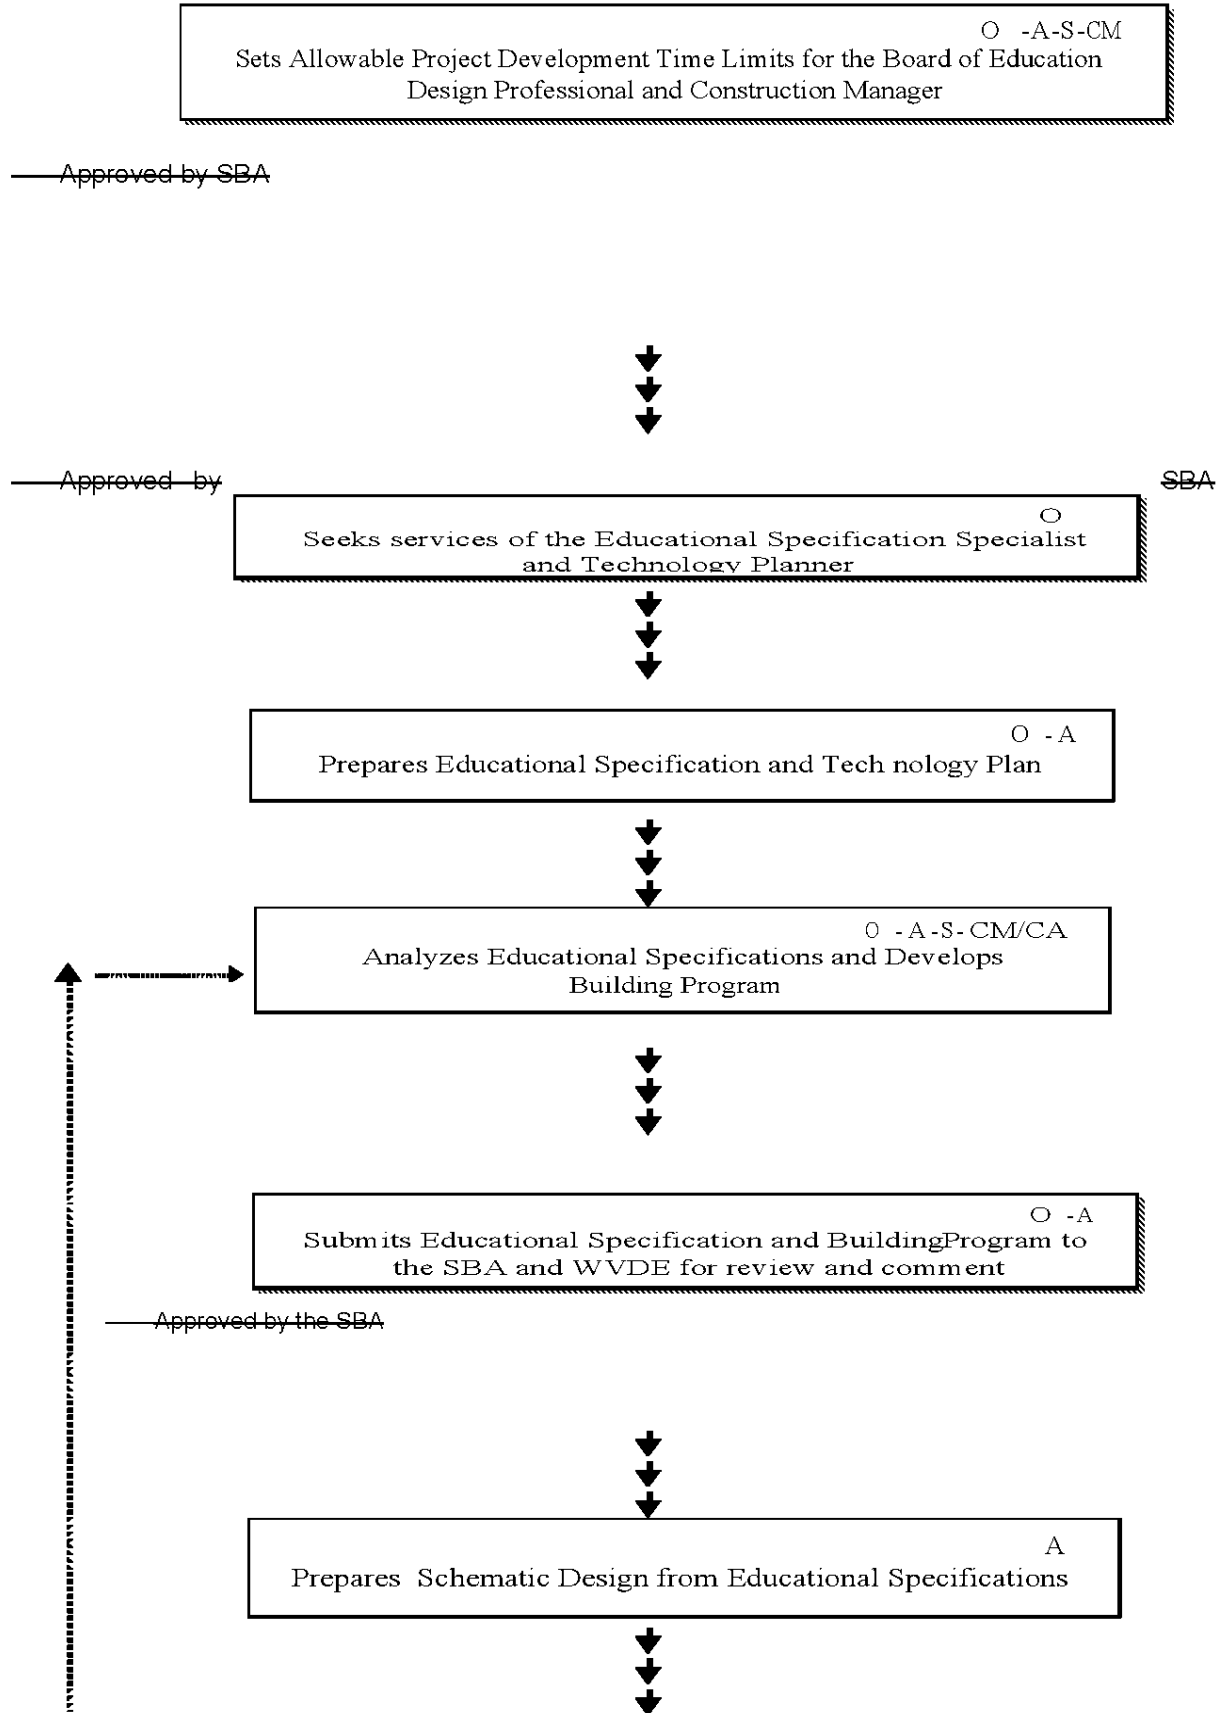 O -A-S-CM
Sets Allowable Project Development Time Limits for the Board of Education
Design Professional and Construction Manager
Approved by SBA
Approved by SBA
O
Seeks services of the Educational Specification Specialist
and Technology Planner
O - A
Prepares Educational Specification and Tech nology Plan
O - A -S- CM/CA
Analyzes Educational Specifications and Develops
Building Program
O -A
Submits Educational Specification and BuildingProgram to
the SBA and WVDE for review and comment
Approved by the SBA
A
Prepares Schematic Design from Educational Specifications